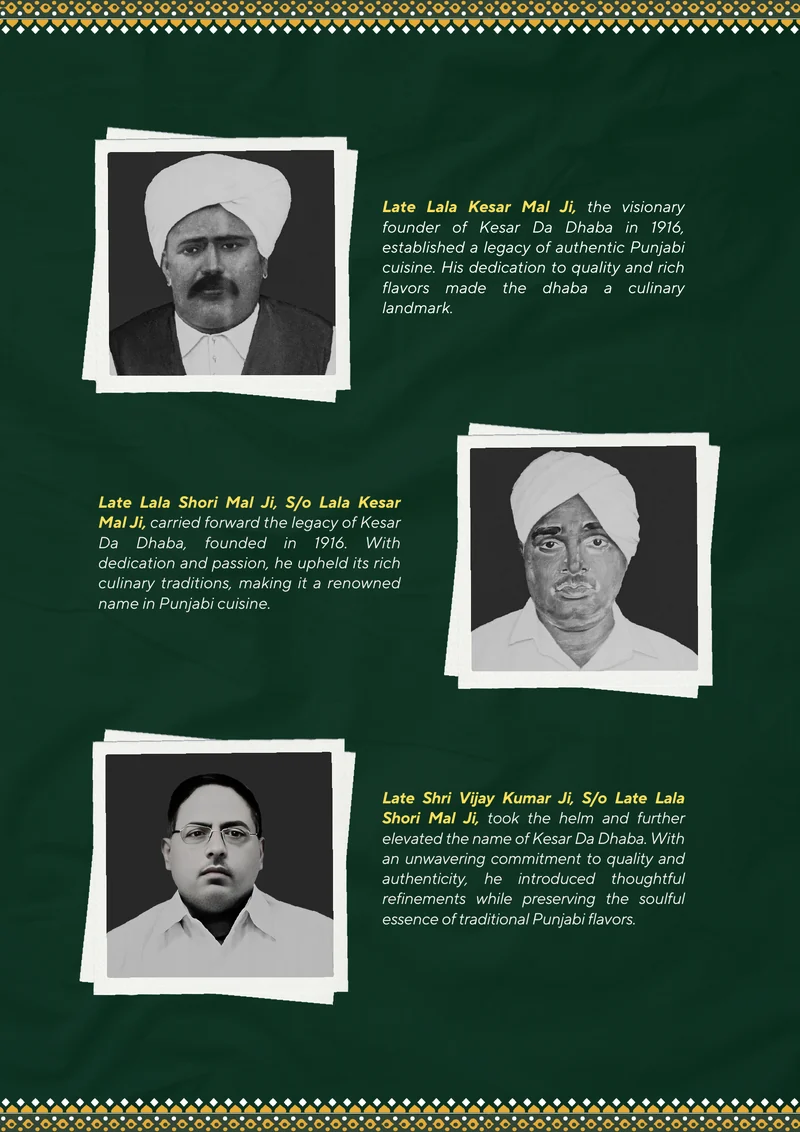 Late Lala Kesar Mal Ji, the visionary
founder of Kesar Da Dhaba in 1916,
established a legacy of authentic Punjabi
cuisine. His dedication to quality and rich
flavors made the dhaba a culinary
landmark.
Late Lala Shori Mal Ji, S/o Lala Kesar
Mal Ji, carried forward the legacy of Kesar
Da Dhaba, founded in 1916. With
dedication and passion, he upheld its rich
culinary traditions, making it a renowned
name in Punjabi cuisine.
Late Shri Vijay Kumar Ji, S/o Late Lala
Shori Mal Ji, took the helm and further
elevated the name of Kesar Da Dhaba. With
an unwavering commitment to quality and
authenticity, he introduced thoughtful
refinements while preserving the soulful
essence of traditional Punjabi flavors.